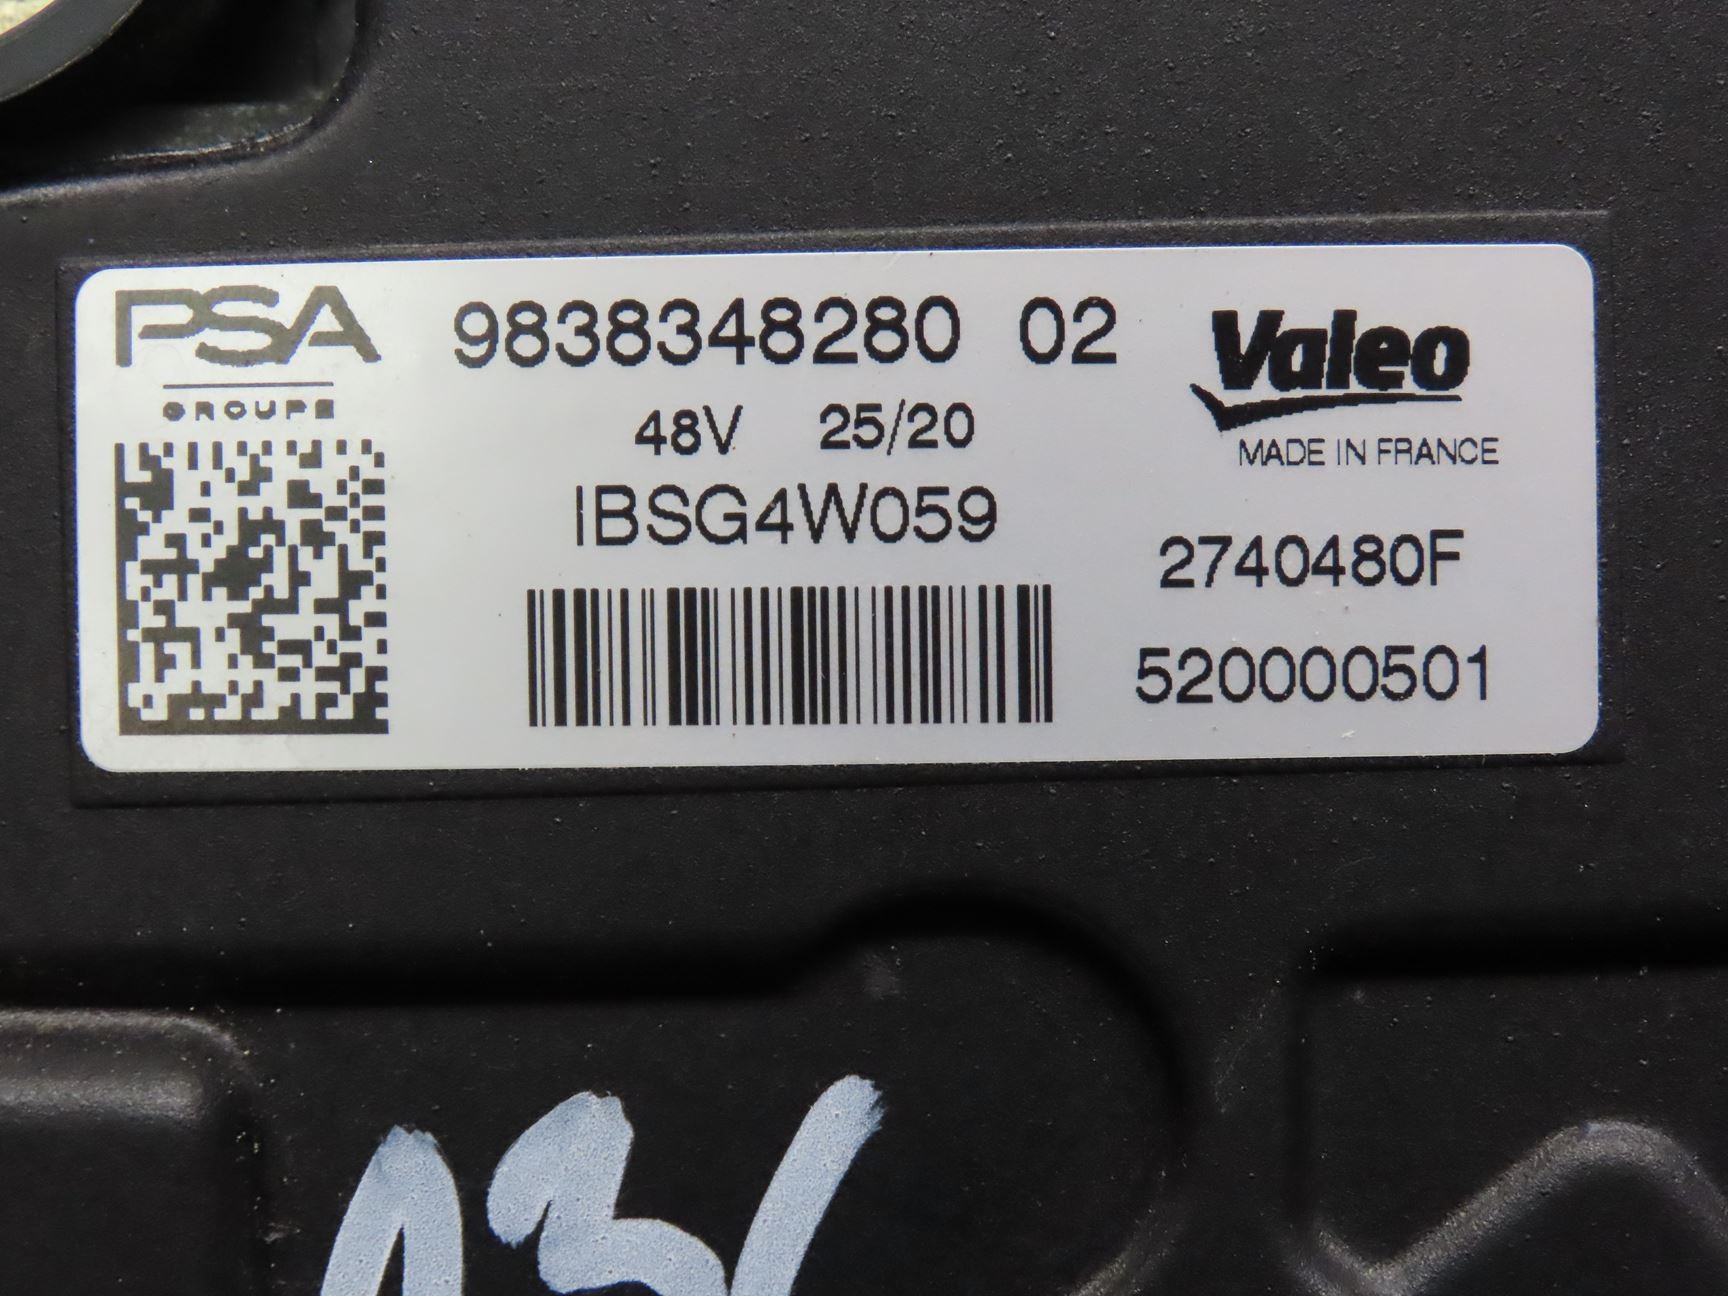 PSA
GROUPE
9838348280 02
48V 25/20
IBSG4W059
Valeo
MADE IN FRANCE
2740480F
520000501